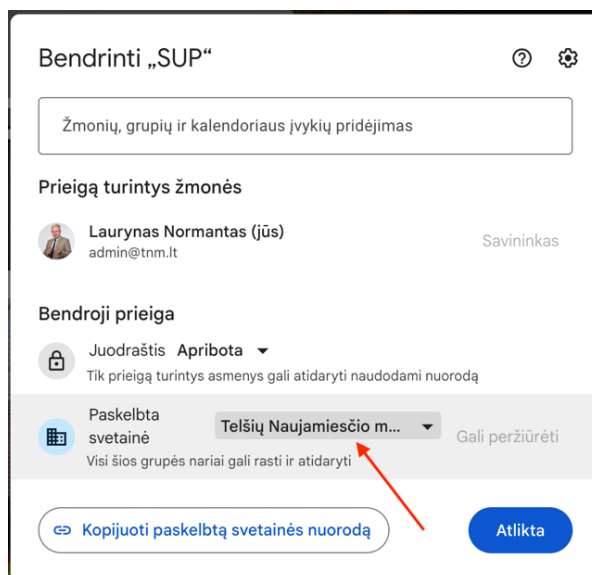 Bendrinti „SUP“
Žmonių, grupių ir kalendoriaus įvykių pridėjimas
Prieigą turintys žmonės
Laurynas Normantas (jūs)
admin@tnm.lt
Savininkas
Bendroji prieiga
Juodraštis Apribota
Tik prieigą turintys asmenys gali atidaryti naudodami nuorodą
Paskelbta
svetainė
Telšių Naujamiesčio m...
Gali peržiūrėti
Visi šios grupės nariai gali rasti ir atidaryti
Kopijuoti paskelbtą svetainės nuorodą
Atlikta